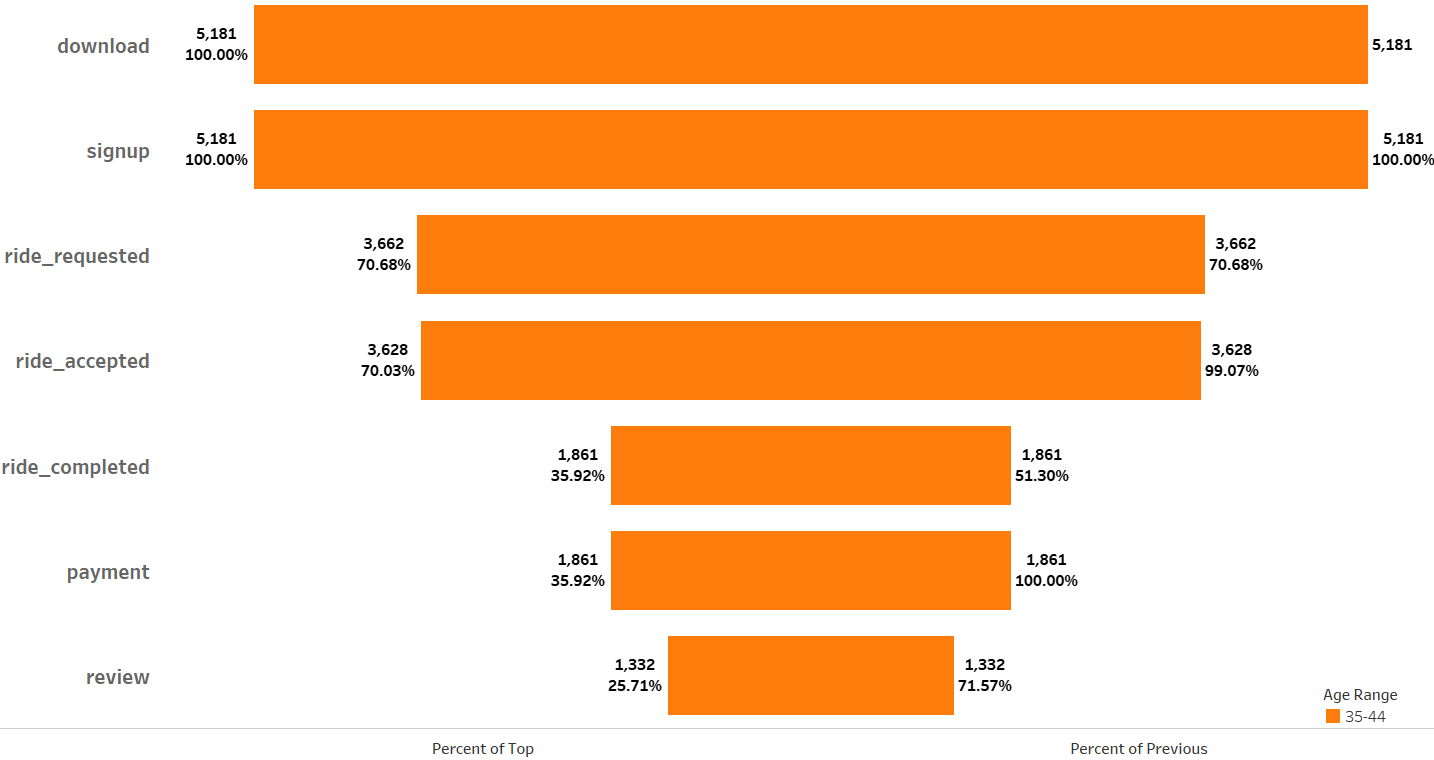 download
5,181
100.00%
5,181
signup
5,181
100.00%
5,181
100.00%
ride_requested
3,662
70.68%
3,662
70.68%
ride_accepted
3,628
70.03%
3,628
99.07%
ride_completed
1,861
35.92%
1,861
51.30%
payment
1,861
35.92%
1,861
100.00%
review
1,332
25.71%
1,332
71.57%
Age Range
35-44
Percent of Top
Percent of Previous